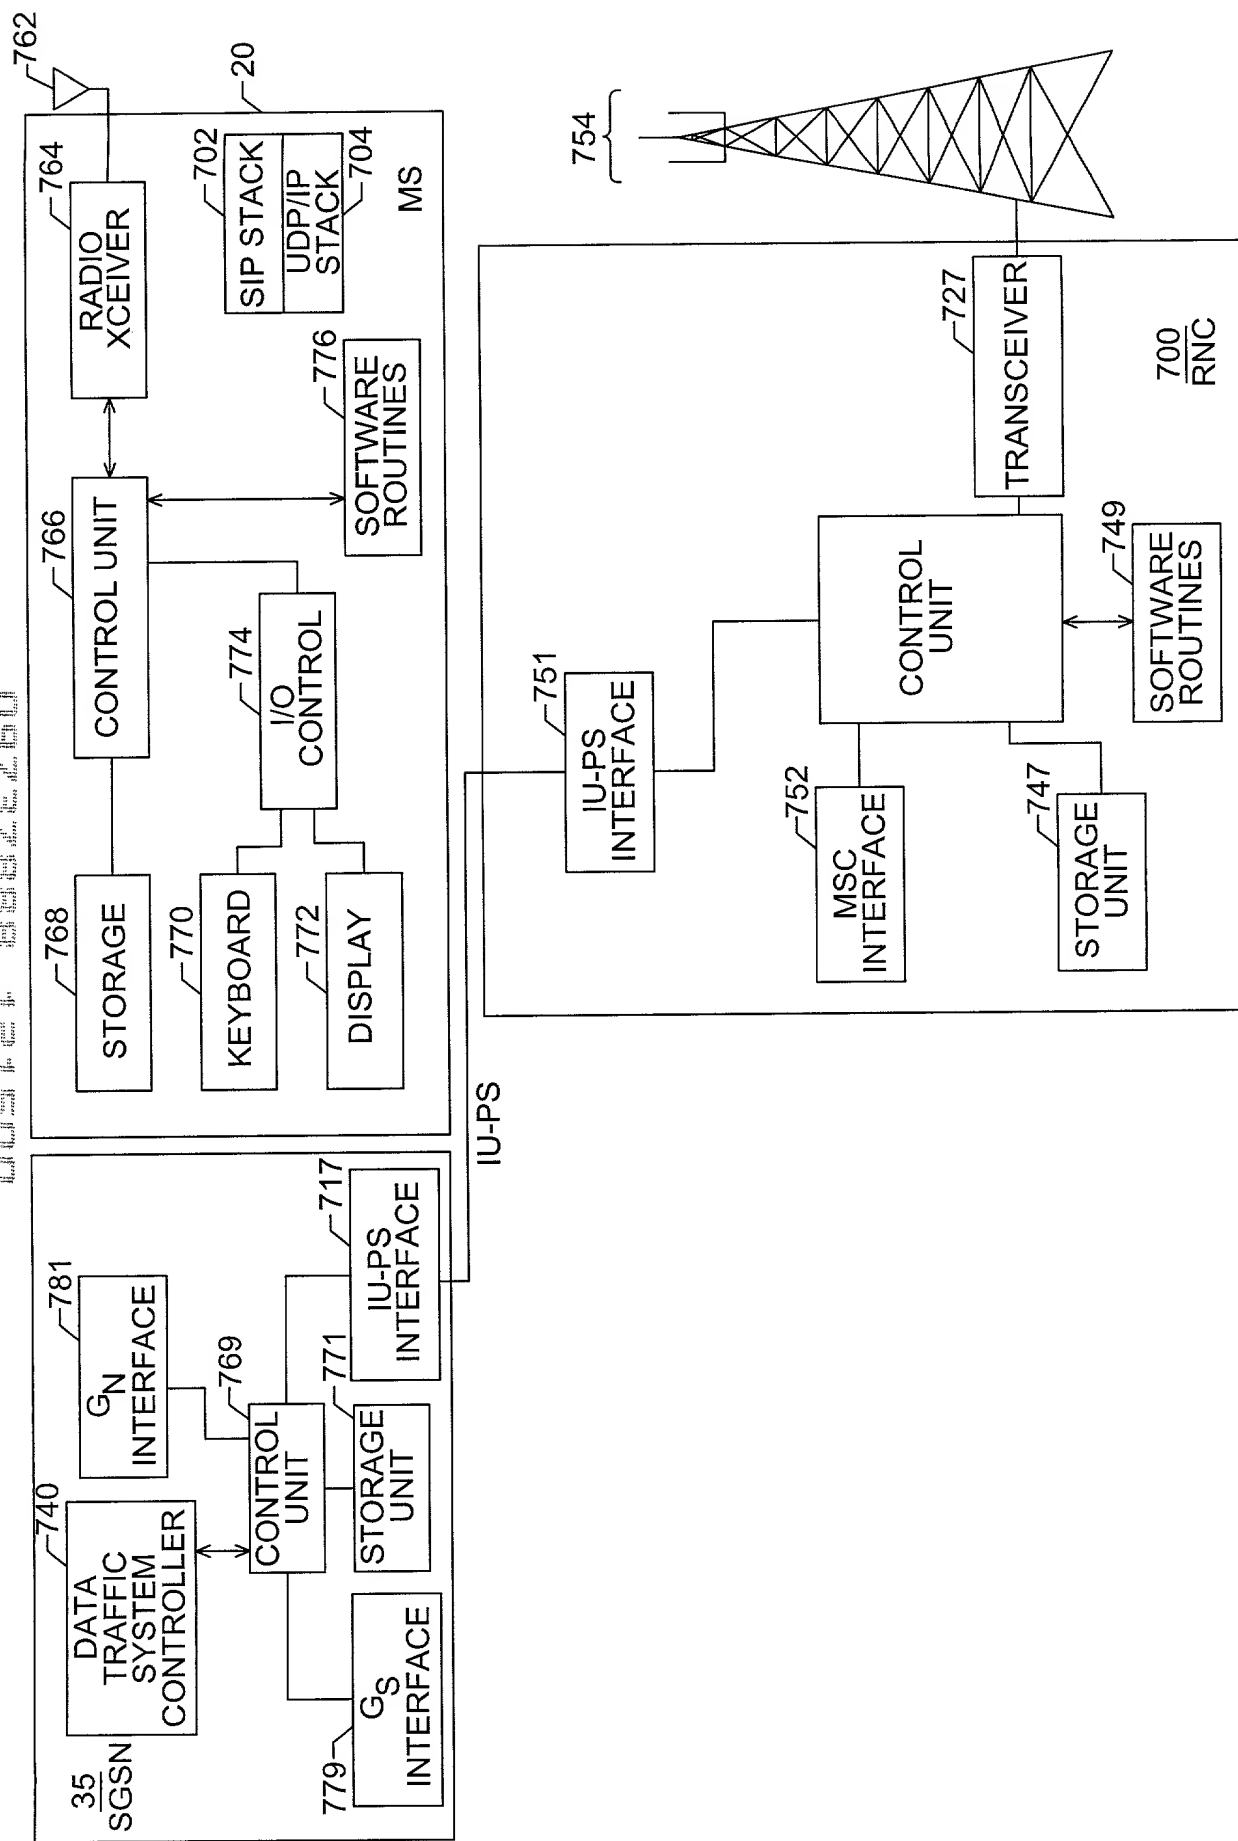 35
SGSN
740
DATA
TRAFFIC
SYSTEM
CONTROLLER
781
GN
INTERFACE
769
CONTROL
UNIT
779
GS
INTERFACE
771
STORAGE
UNIT
717
IU-PS
INTERFACE
IU-PS
762
20
764
RADIO
XCEIVER
766
CONTROL UNIT
768
STORAGE
770
KEYBOARD
772
DISPLAY
774
I/O
CONTROL
776
SOFTWARE
ROUTINES
702
SIP STACK
UDP/IP
STACK
704
MS
751
IU-PS
INTERFACE
752
MSC
INTERFACE
747
STORAGE
UNIT
CONTROL
UNIT
749
SOFTWARE
ROUTINES
727
TRANSCEIVER
754
700
RNC